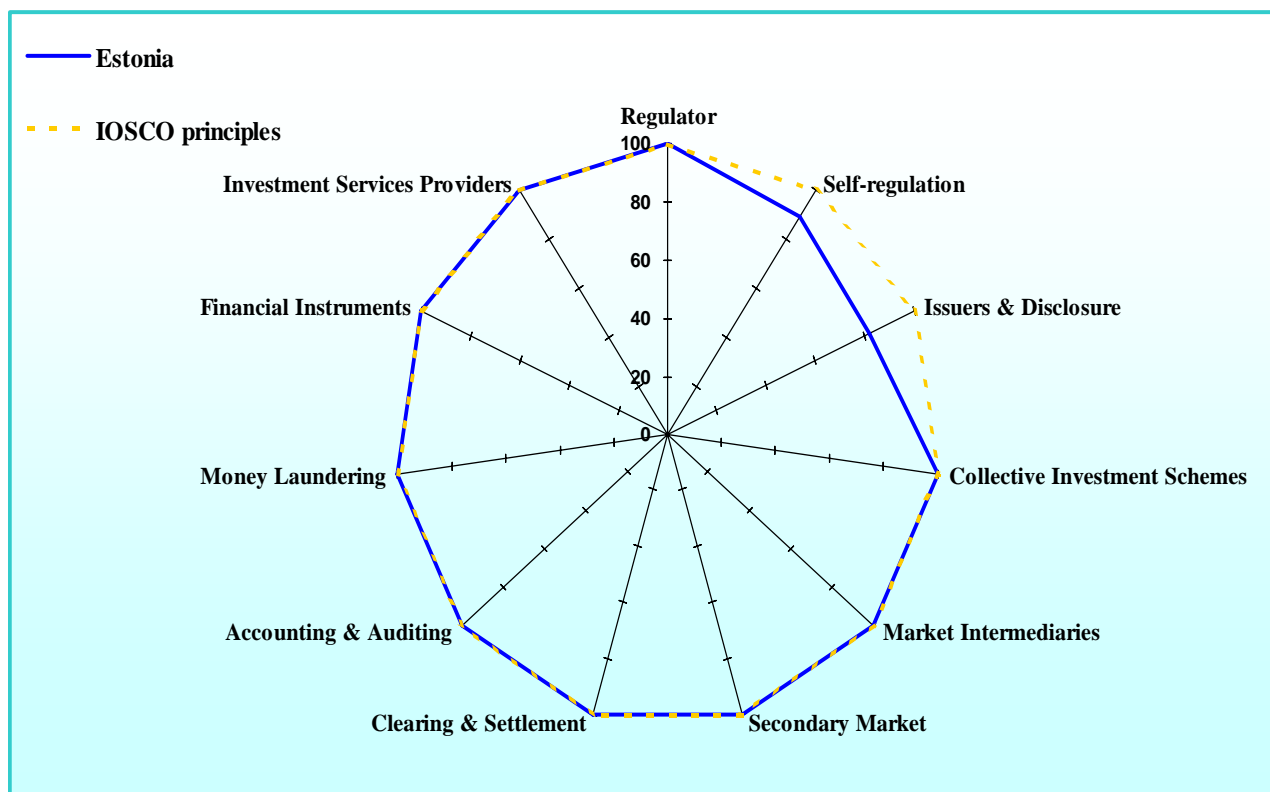 Estonia
IOSCO principles
Regulator
100
Investment Services Providers
Self-regulation
80
60
Financial Instruments
Issuers & Disclosure
40
20
0
Money Laundering
Collective Investment Schemes
Accounting & Auditing
Market Intermediaries
Clearing & Settlement
Secondary Market